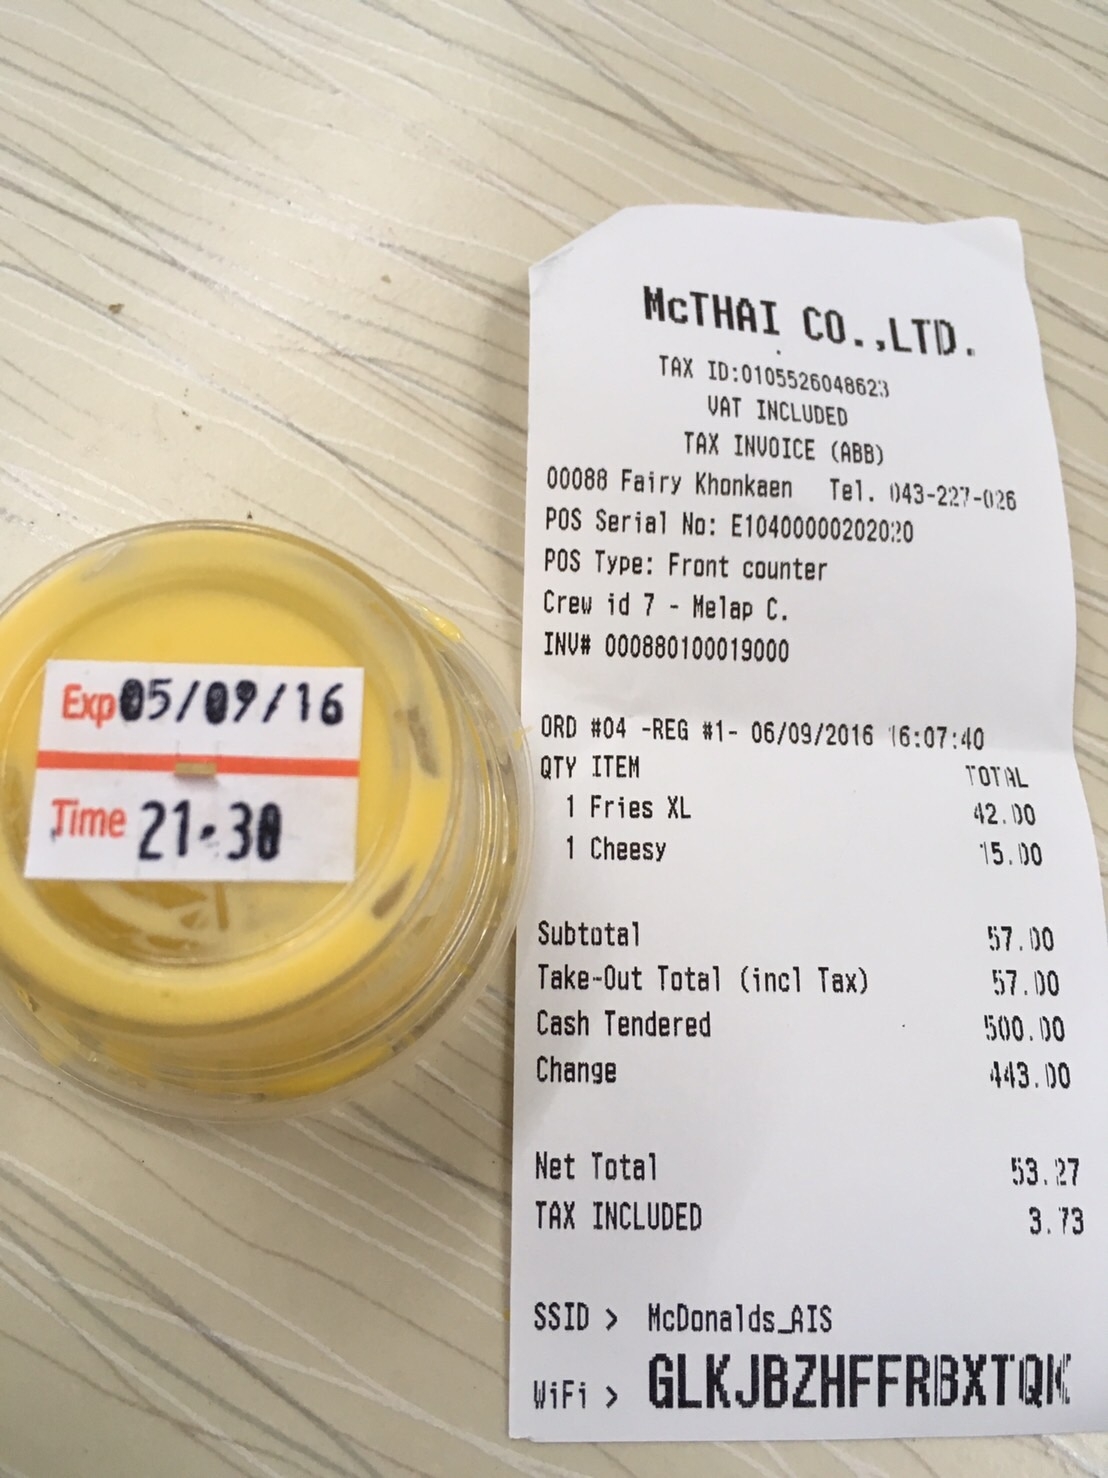 Exp 05/09/16
Time 21.30
McTHAI CO.,LTD.
TAX ID:0105526048623
VAT INCLUDED
TAX INVOICE (ABB)
00088 Fairy Khonkaen Tel. 043-227-026
POS Serial No: E10400000202020
POS Type: Front counter
Crew id 7 - Melap C.
INV# 000880100019000
ORD #04 -REG #1- 06/09/2016 16:07:40
QTY ITEM TOTAL
1 Fries XL 42.00
1 Cheesy 15.00
Subtotal 57.00
Take-Out Total (incl Tax) 57.00
Cash Tendered 500.00
Change 443.00
Net Total 53.27
TAX INCLUDED 3.73
SSID > McDonalds_AIS
WiFi > GLKJBZHFFRBXTQK